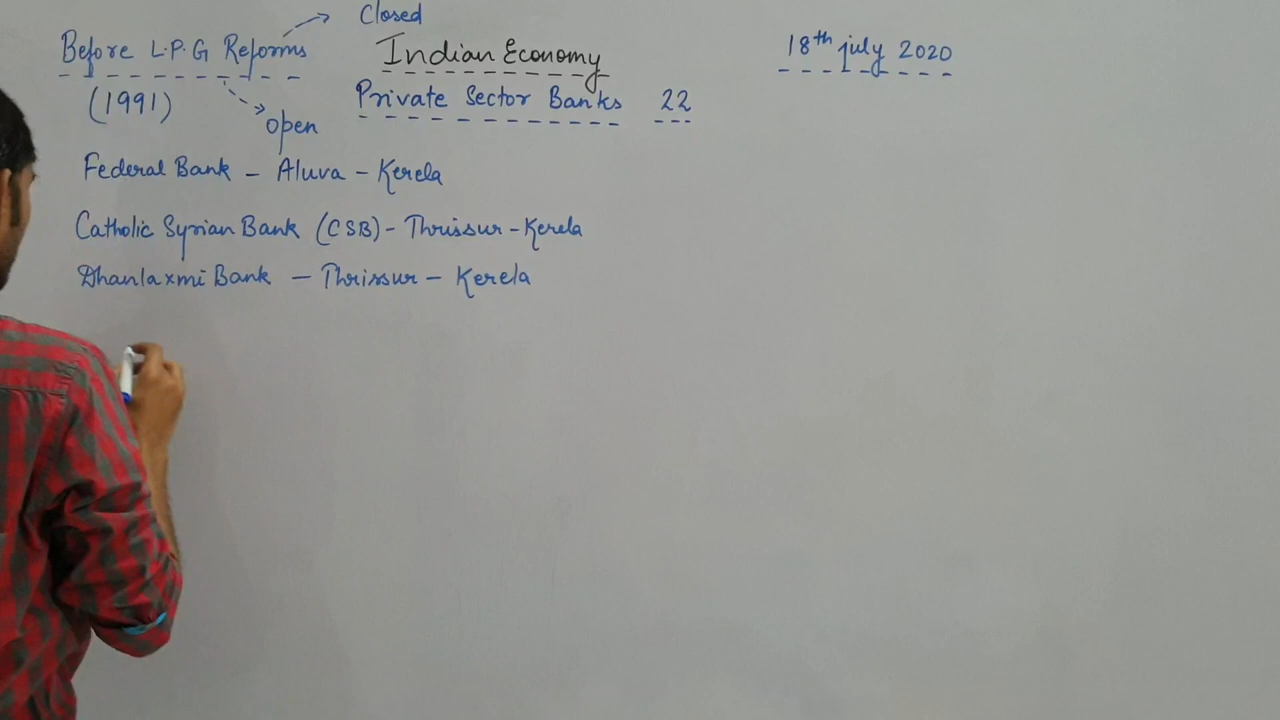 Closed
Before L.P.G Reforms
Indian Economy
18th july 2020
(1991)
open
Private Sector Banks 22
Federal Bank - Aluva - Kerela
Catholic Syrian Bank (CSB) - Thrissur - Kerela
Dhanlaxmi Bank - Thrissur - Kerela